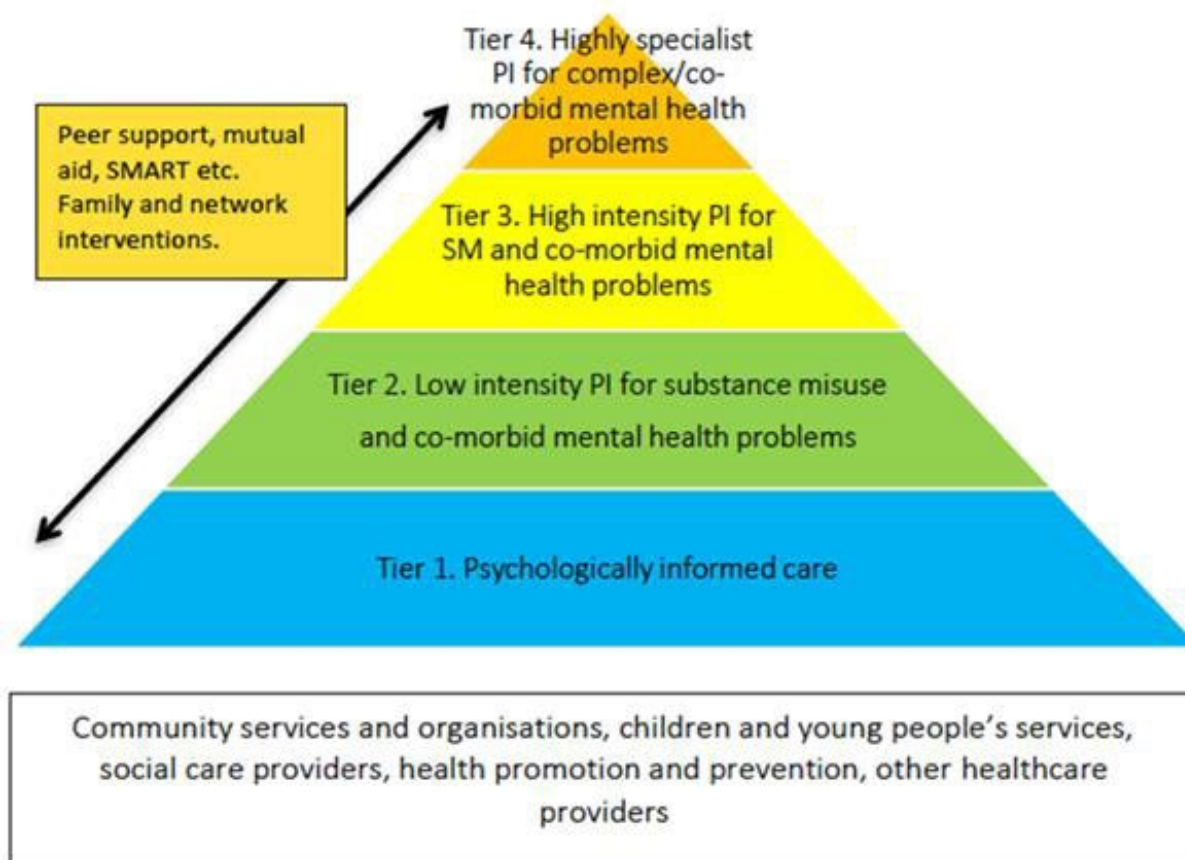 Tier 4. Highly specialist
PI for complex/co-
morbid mental health
problems
Peer support, mutual
aid, SMART etc.
Family and network
interventions.
Tier 3. High intensity PI for
SM and co-morbid mental
health problems
Tier 2. Low intensity PI for substance misuse
and co-morbid mental health problems
Tier 1. Psychologically informed care
Community services and organisations, children and young people’s services,
social care providers, health promotion and prevention, other healthcare
providers